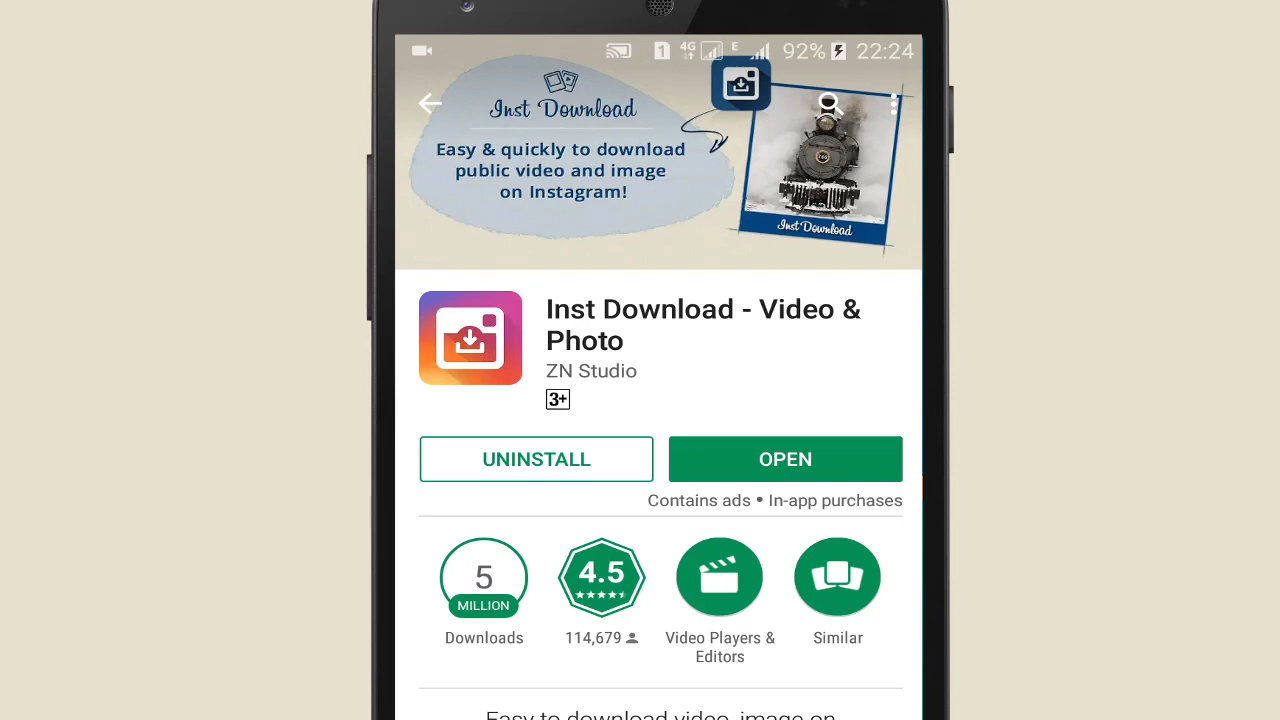 1 4G E 92% 22:24
Inst Download
Easy & quickly to download
public video and image
on Instagram!
Inst Download
Inst Download - Video &
Photo
ZN Studio
3+
UNINSTALL
OPEN
Contains ads • In-app purchases
5
MILLION
Downloads
4.5
114,679
Video Players &
Editors
Similar
Easy to download video, image on